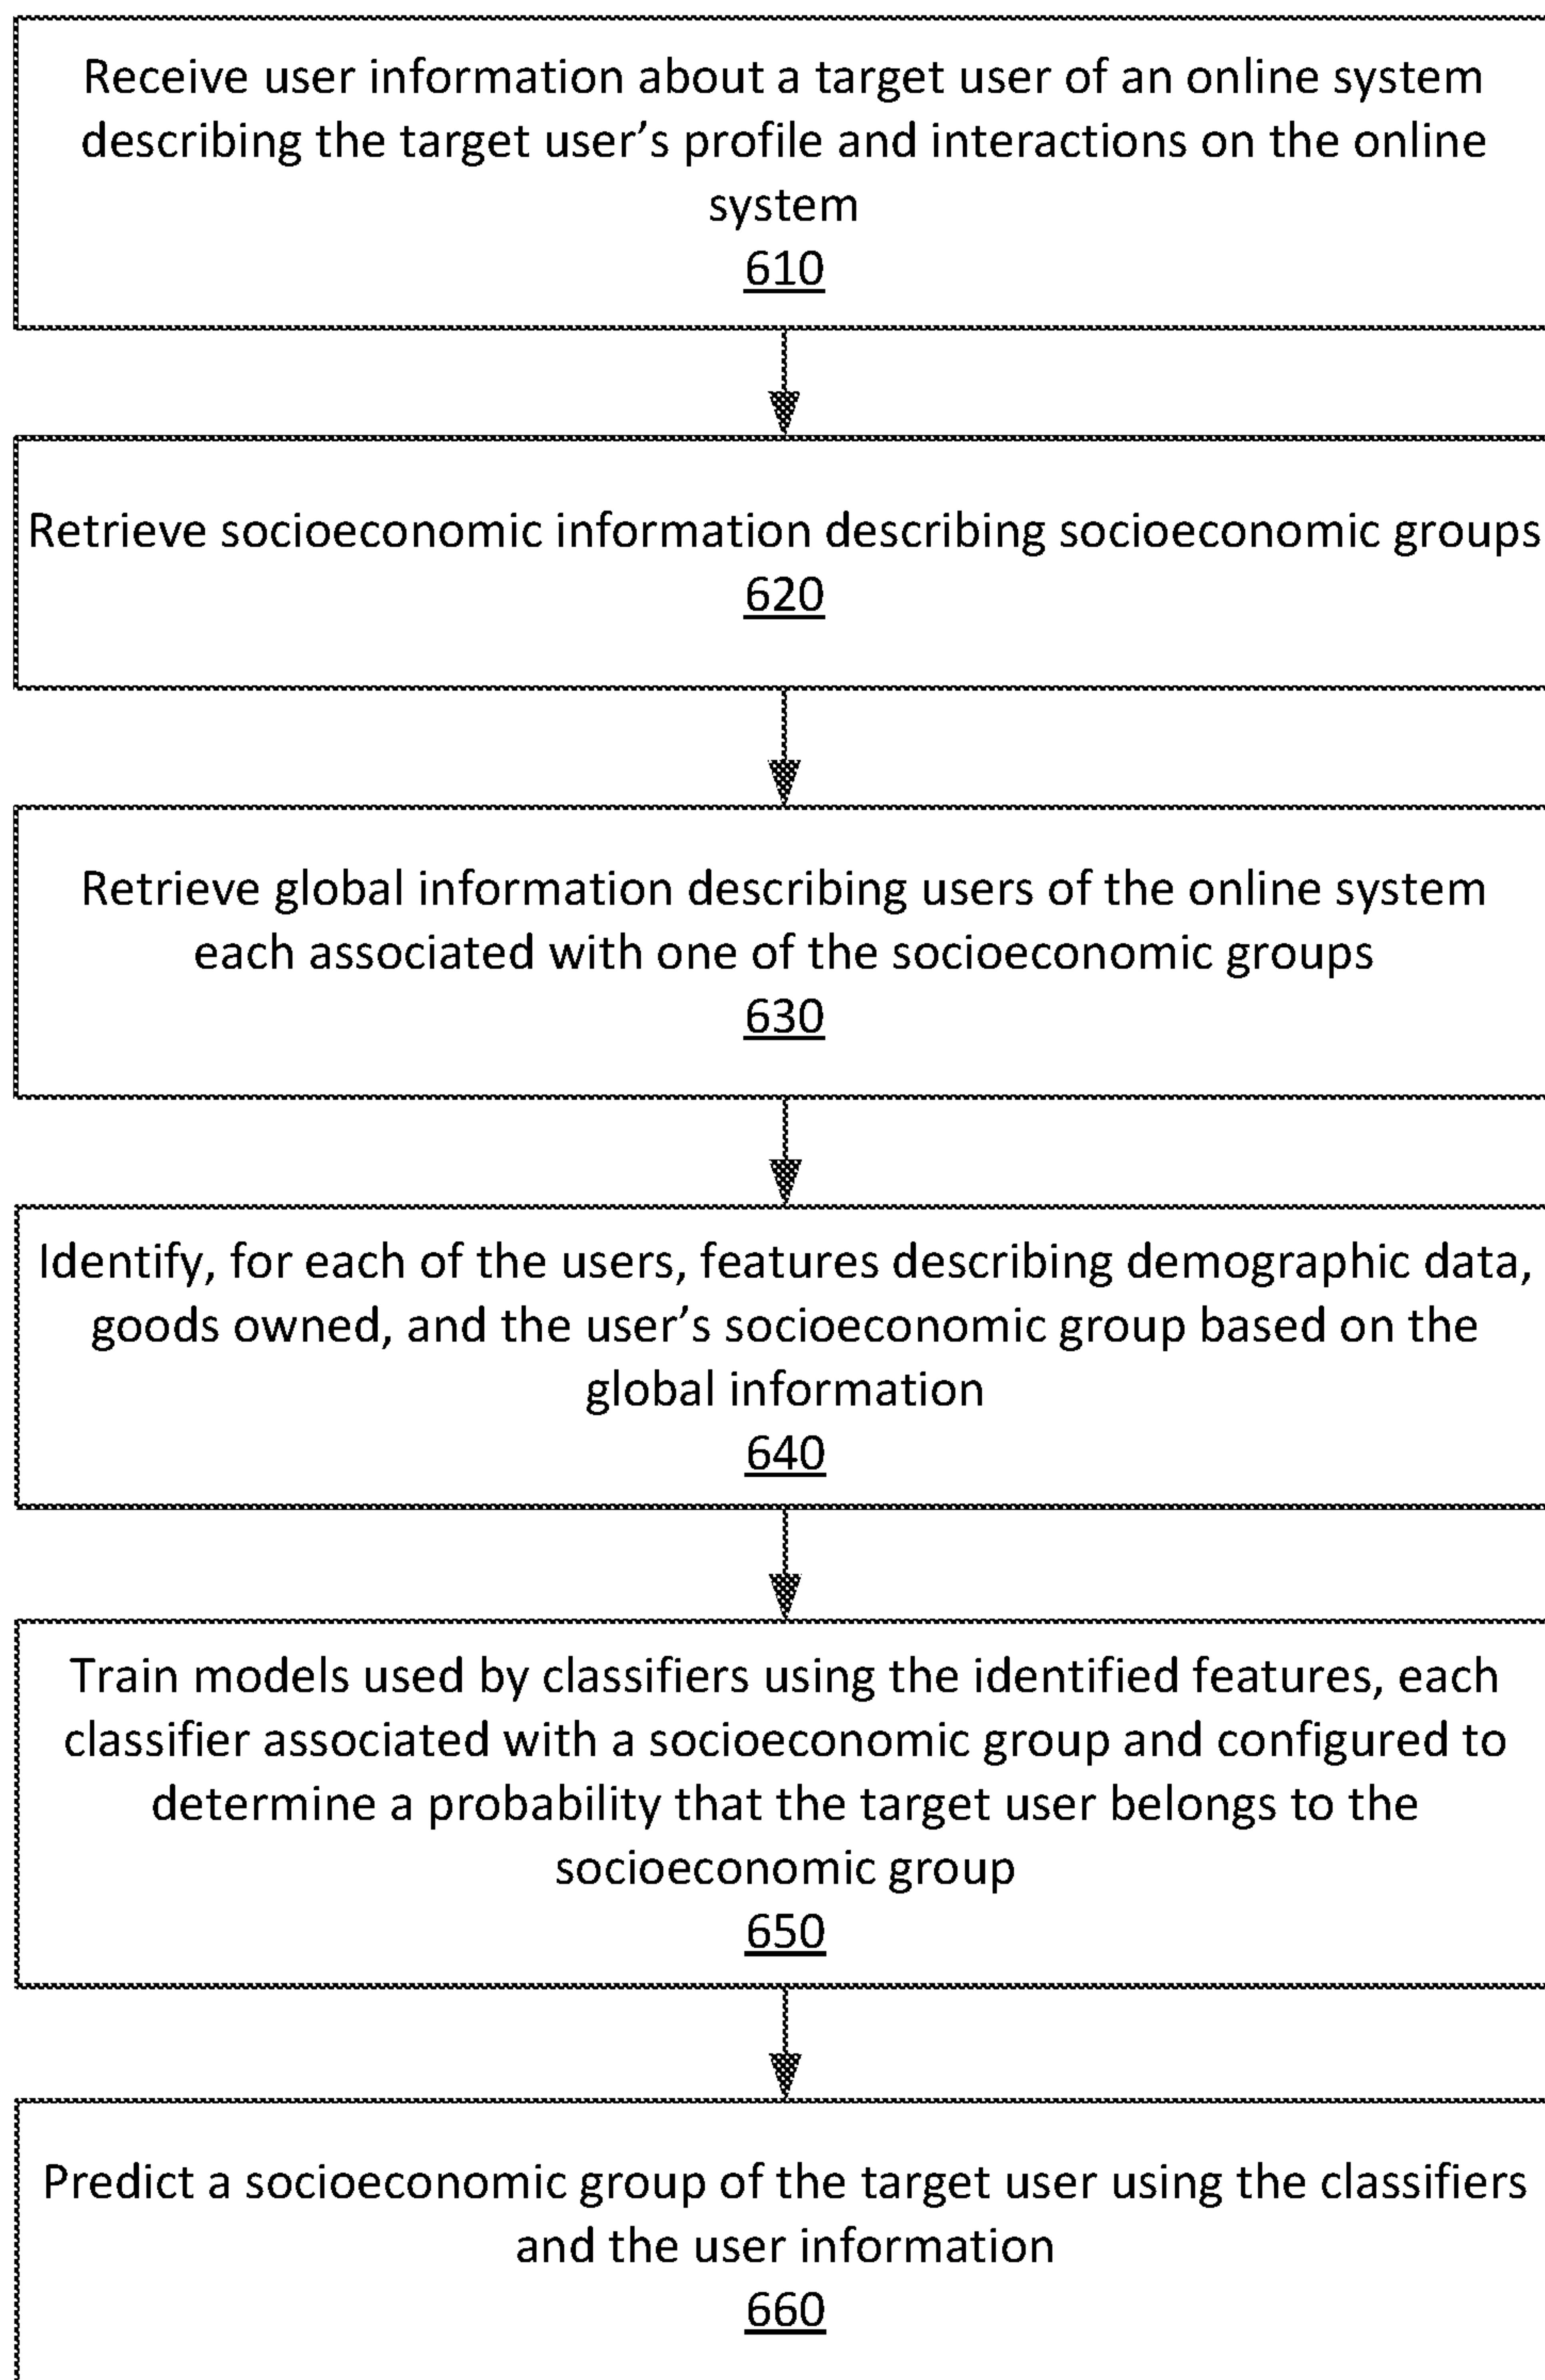 Receive user information about a target user of an online system
describing the target user’s profile and interactions on the online
system
610
Retrieve socioeconomic information describing socioeconomic groups
620
Retrieve global information describing users of the online system
each associated with one of the socioeconomic groups
630
Identify, for each of the users, features describing demographic data,
goods owned, and the user’s socioeconomic group based on the
global information
640
Train models used by classifiers using the identified features, each
classifier associated with a socioeconomic group and configured to
determine a probability that the target user belongs to the
socioeconomic group
650
Predict a socioeconomic group of the target user using the classifiers
and the user information
660